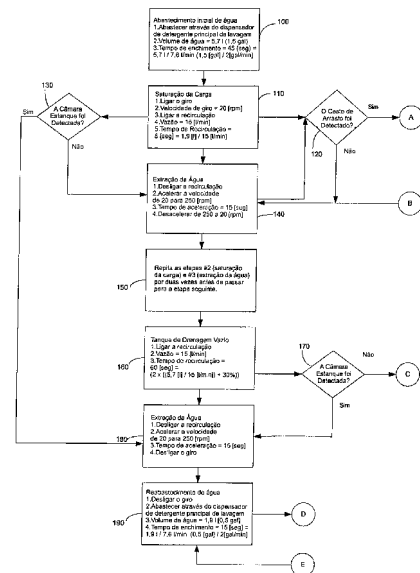 Abastecimento Inicial de água
1.Abastecer através do dispensador
de detergente principal da lavagem
2.Volume de água = 5,7 l (1,5 gal)
3.Tempo de enchimento = 45 [seg] =
5,7 l / 7,6 l/min (1,5 [gal] / 2[gal/min]
100
130
A Câmara
Estanque foi
Detectada?
Sim
Não
Saturação da Carga
1.Ligar o giro
2.Velocidade de giro = 20 [rpm]
3.Ligar a recirculação
4.Vazão = 15 [l/min]
5.Tempo de Recirculação =
8 [seg] = 1,9 [l] / 15 [l/min]
110
O Cesto de
Arrasto foi
Detectado?
120
Sim
Não
A
B
Extração de Água
1.Desligar a recirculação
2.Acelerar a velocidade
de 20 para 250 [rpm]
3.Tempo de aceleração = 15 [seg]
4.Desacelerar de 250 a 20 [rpm]
140
150
Repita as etapas #2 (saturação
da carga) e #3 (extração da água)
por duas vezes antes de passar
para a etapa seguinte.
Tanque de Drenagem Vazio
1.Ligar a recirculação
2.Vazão = 15 [l/min]
3.Tempo de recirculação =
60 [seg] =
(2 x ((5,7 [l] / 15 [l/min]) + 30%))
160
170
A Câmara
Estanque foi
Detectada?
Não
Sim
C
Extração da Água
1.Desligar a recirculação
2.Acelerar a velocidade
de 20 para 250 [rpm]
3.Tempo de aceleração = 15 [seg]
4.Desligar o giro
180
Reabastecimento de água
1.Desligar o giro
2.Abastecer através do dispensador
de detergente principal de lavagem
3.Volume de água = 1,9 l [0,5 gal]
4.Tempo de enchimento = 15 [seg] =
1,9 l / 7,6 l/min (0,5 [gal] / 2[gal/min]
190
D
E